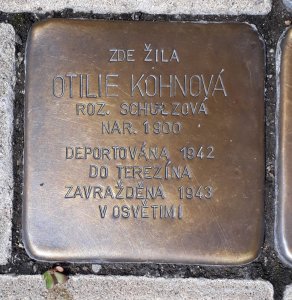 ZDE ŽILA
OTILIE KOHNOVÁ
ROZ. SCHULZOVÁ
NAR. 1900
DEPORTOVÁNA 1942
DO TEREZÍNA
ZAVRAŽDĚNA 1943
V OSVĚTIMI